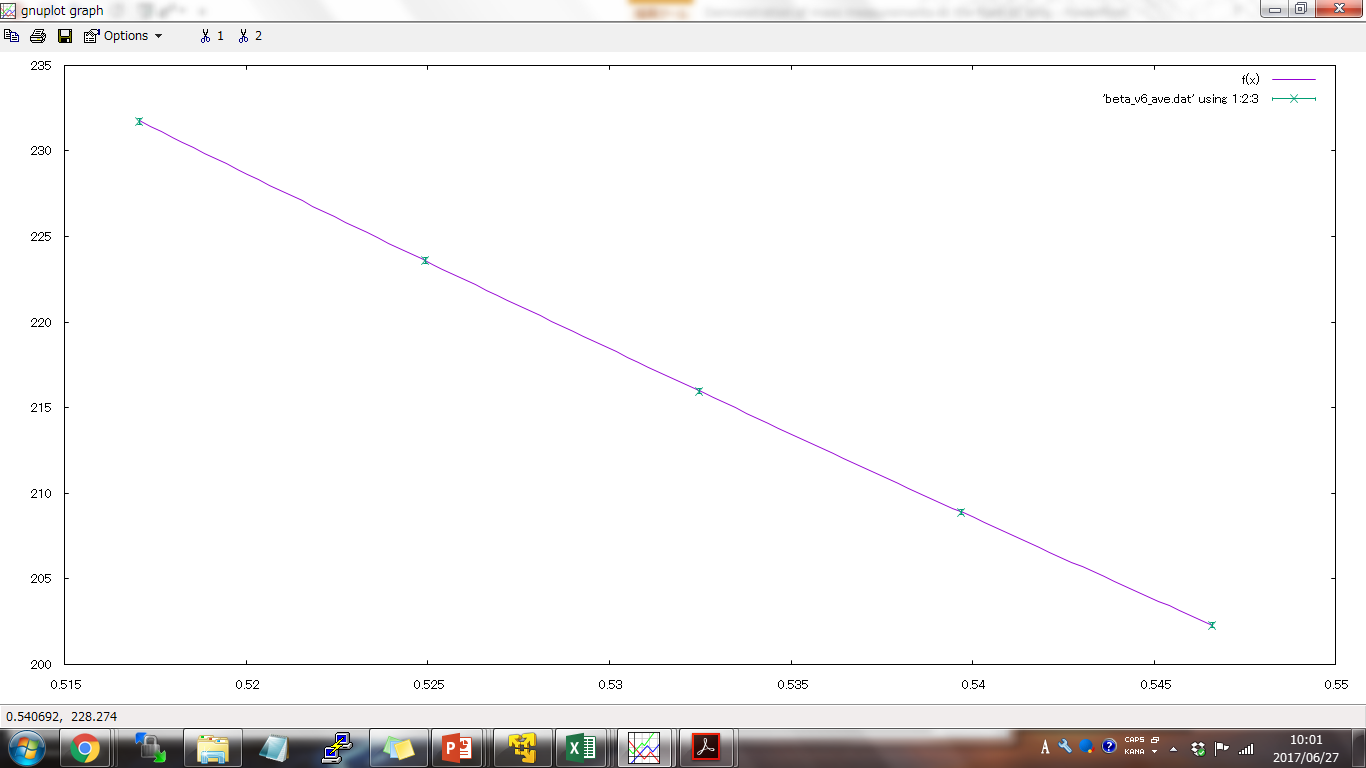 gnuplot graph
Options 1 2
235
230
225
220
215
210
205
200
0.515 0.52 0.525 0.53 0.535 0.54 0.545 0.55
f(x)
'beta_v6_ave.dat' using 1:2:3
0.540692, 228.274
A CAPS
KANA
10:01
2017/06/27